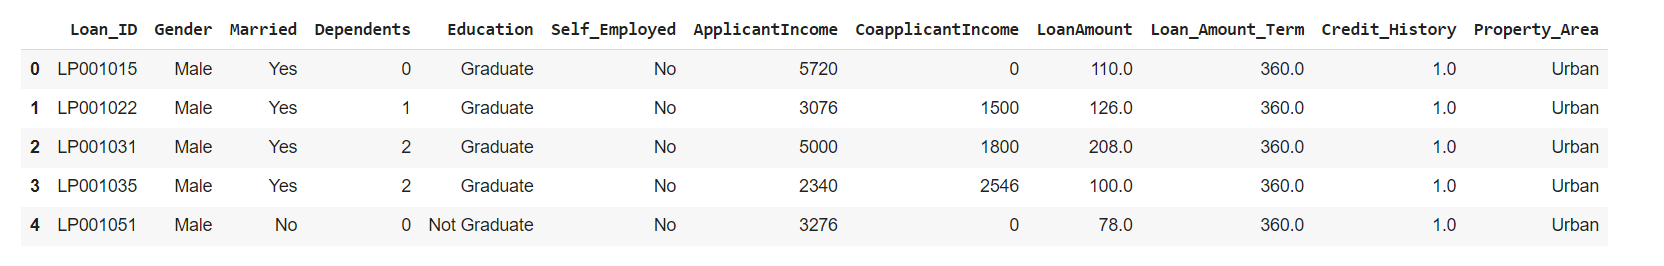 Loan_ID Gender Married Dependents Education Self_Employed ApplicantIncome CoapplicantIncome LoanAmount Loan_Amount_Term Credit_History Property_Area
0 LP001015 Male Yes 0 Graduate No 5720 0 110.0 360.0 1.0 Urban
1 LP001022 Male Yes 1 Graduate No 3076 1500 126.0 360.0 1.0 Urban
2 LP001031 Male Yes 2 Graduate No 5000 1800 208.0 360.0 1.0 Urban
3 LP001035 Male Yes 2 Graduate No 2340 2546 100.0 360.0 1.0 Urban
4 LP001051 Male No 0 Not Graduate No 3276 0 78.0 360.0 1.0 Urban